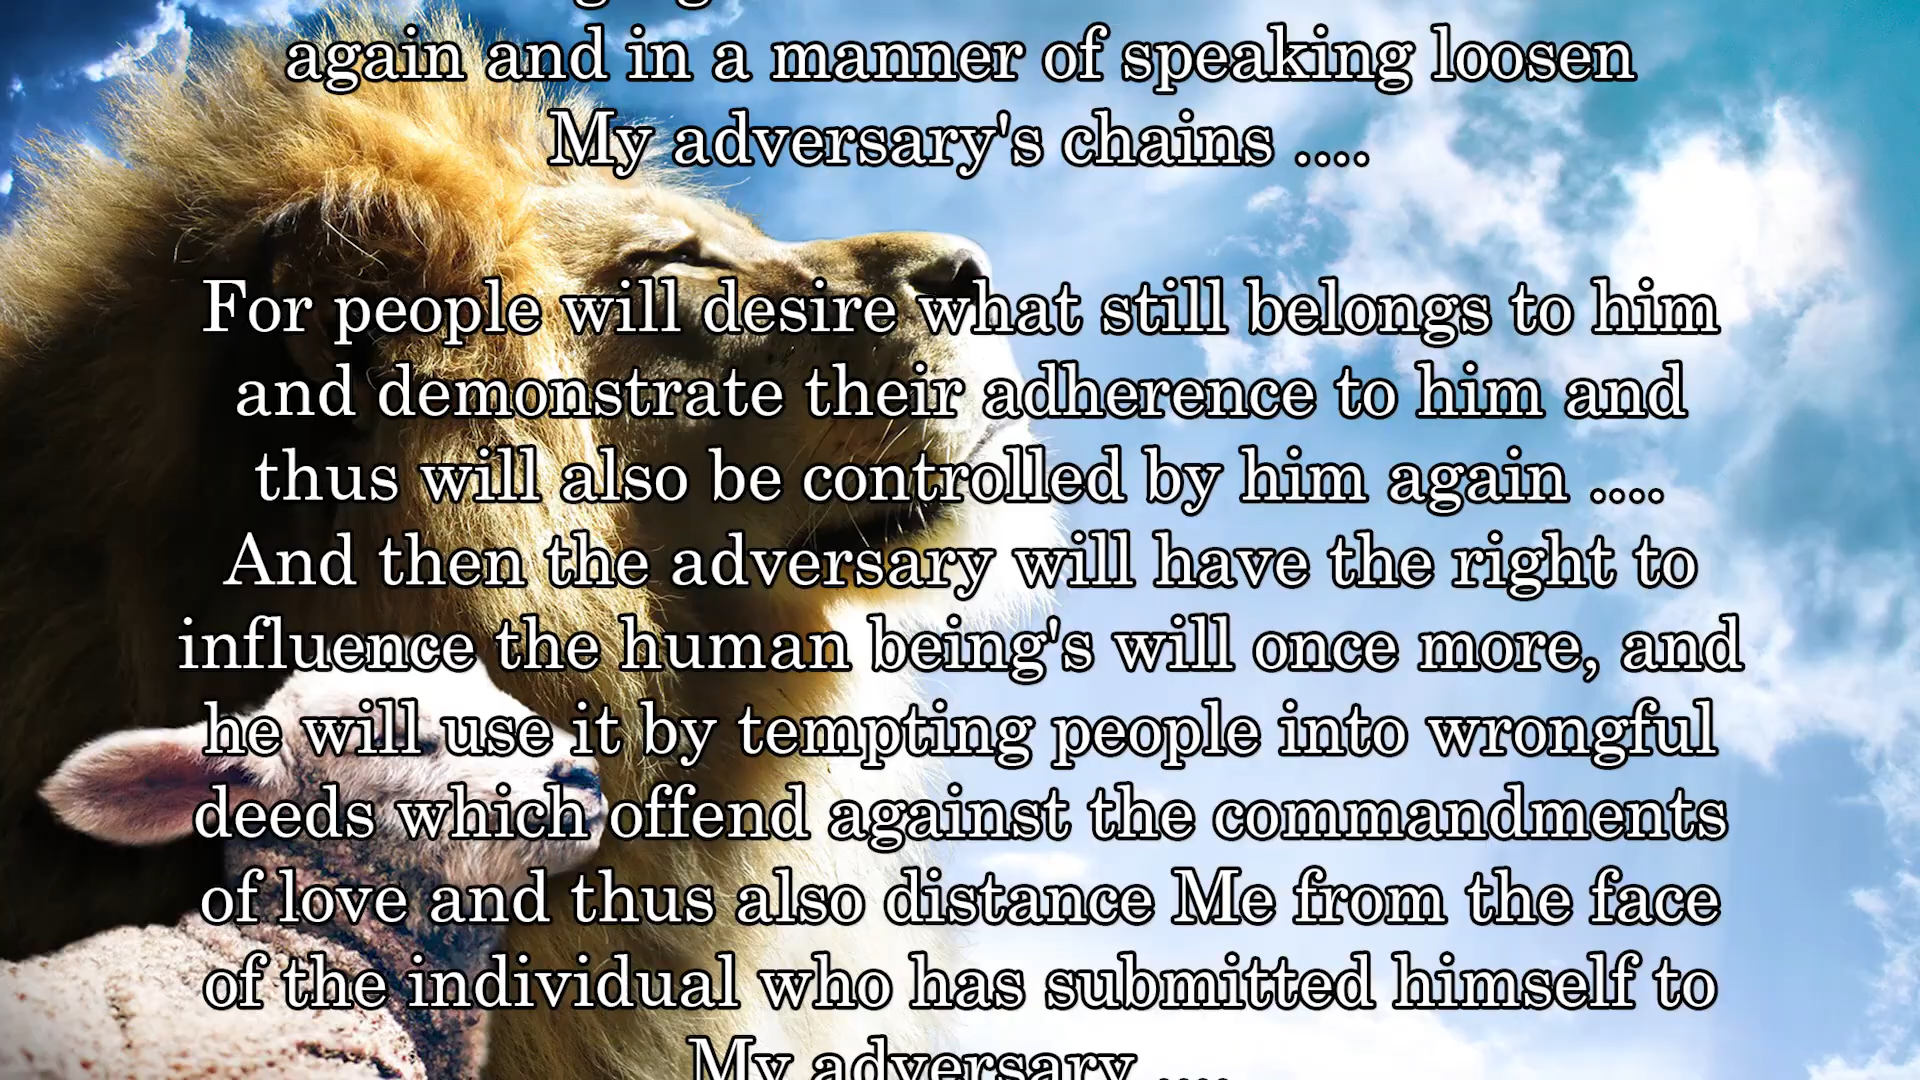 again and in a manner of speaking loosen
My adversary's chains ....
For people will desire what still belongs to him
and demonstrate their adherence to him and
thus will also be controlled by him again ....
And then the adversary will have the right to
influence the human being's will once more, and
he will use it by tempting people into wrongful
deeds which offend against the commandments
of love and thus also distance Me from the face
of the individual who has submitted himself to
My adversary ....